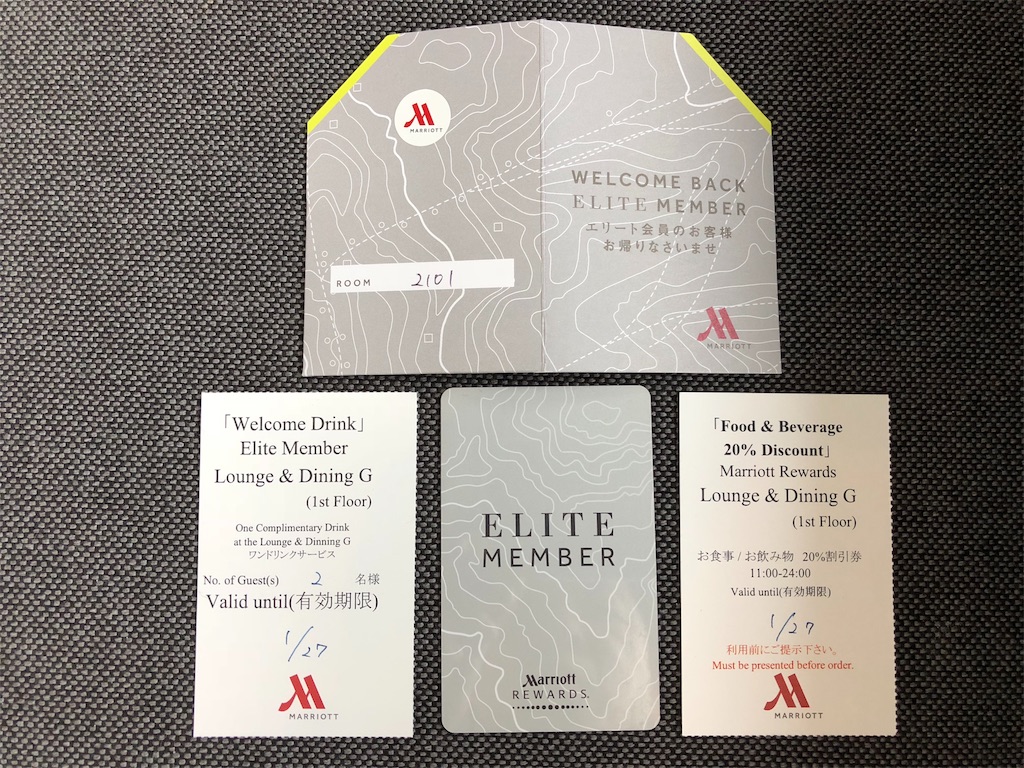 MARRIOTT
ROOM 2101
WELCOME BACK
ELITE MEMBER
エリート会員のお客様
お帰りなさいませ
MARRIOTT
「Welcome Drink」
Elite Member
Lounge & Dining G
(1st Floor)
One Complimentary Drink
at the Lounge & Dinning G
ワンドリンクサービス
No. of Guest(s) 2 名様
Valid until(有効期限)
1/27
MARRIOTT
ELITE
MEMBER
Marriott
REWARDS.
「Food & Beverage
20% Discount」
Marriott Rewards
Lounge & Dining G
(1st Floor)
お食事 / お飲み物 20%割引券
11:00-24:00
Valid until(有効期限)
1/27
利用前にご提示下さい。
Must be presented before order.
MARRIOTT